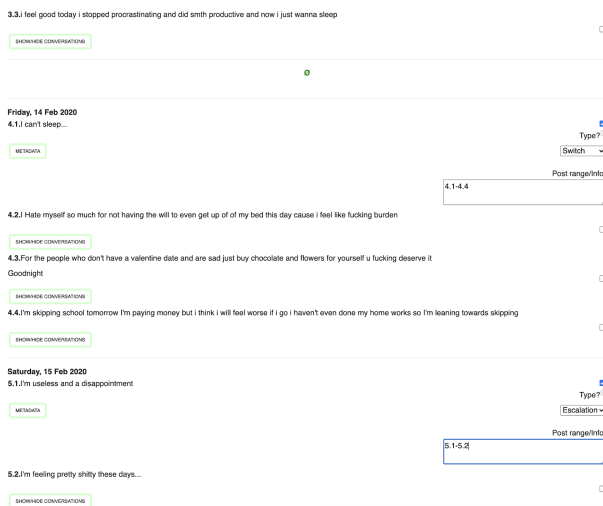 3.3.i feel good today i stopped procrastinating and did smth productive and now i just wanna sleep
SHOW/HIDE CONVERSATIONS
Ø
Friday, 14 Feb 2020
4.1.I can't sleep...
Type?
METADATA
Switch
Post range/Info
4.1-4.4
4.2.I Hate myself so much for not having the will to even get up of of my bed this day cause i feel like fucking burden
SHOW/HIDE CONVERSATIONS
4.3.For the people who don't have a valentine date and are sad just buy chocolate and flowers for yourself u fucking deserve it
Goodnight
SHOW/HIDE CONVERSATIONS
4.4.I'm skipping school tomorrow I'm paying money but i think i will feel worse if i go i haven't even done my home works so I'm leaning towards skipping
SHOW/HIDE CONVERSATIONS
Saturday, 15 Feb 2020
5.1.I'm useless and a disappointment
Type?
METADATA
Escalation
Post range/Info
5.1-5.2
5.2.I'm feeling pretty shitty these days...
SHOW/HIDE CONVERSATIONS